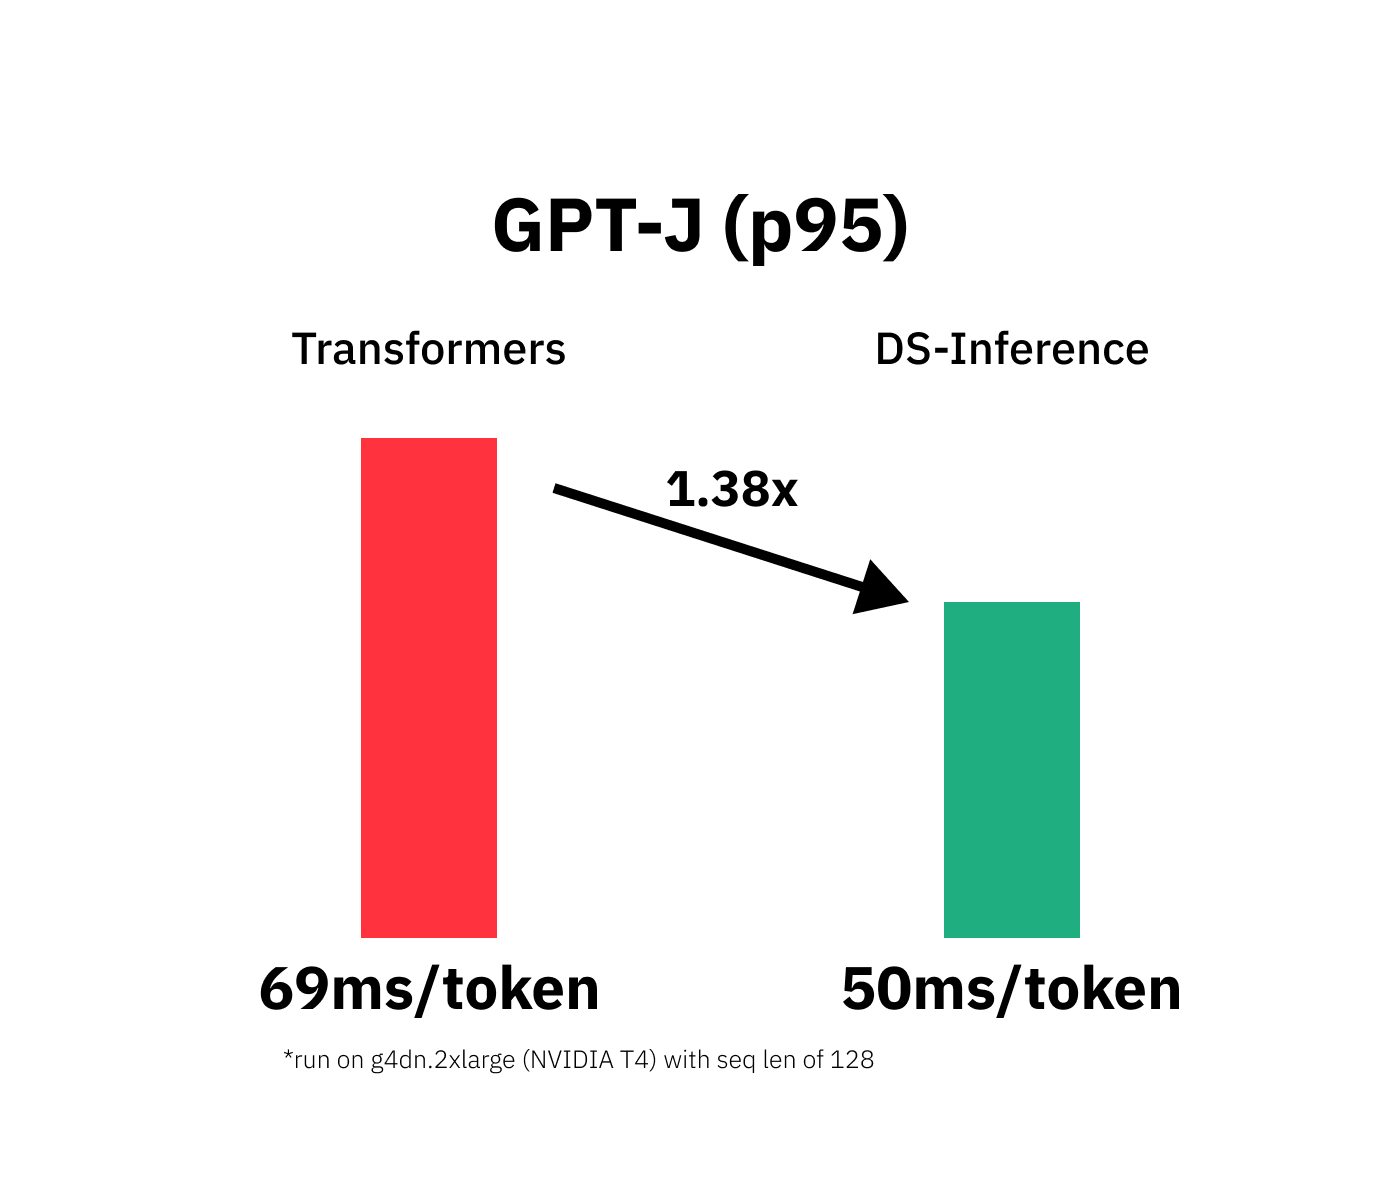 GPT-J (p95)
Transformers
DS-Inference
1.38x
69ms/token
50ms/token
*run on g4dn.2xlarge (NVIDIA T4) with seq len of 128